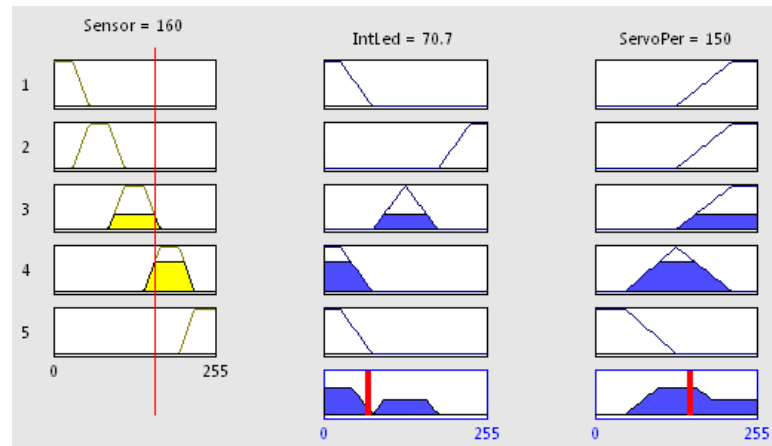 Sensor = 160
IntLed = 70.7
ServoPer = 150
1
2
3
4
5
0 255
0 255
0 255